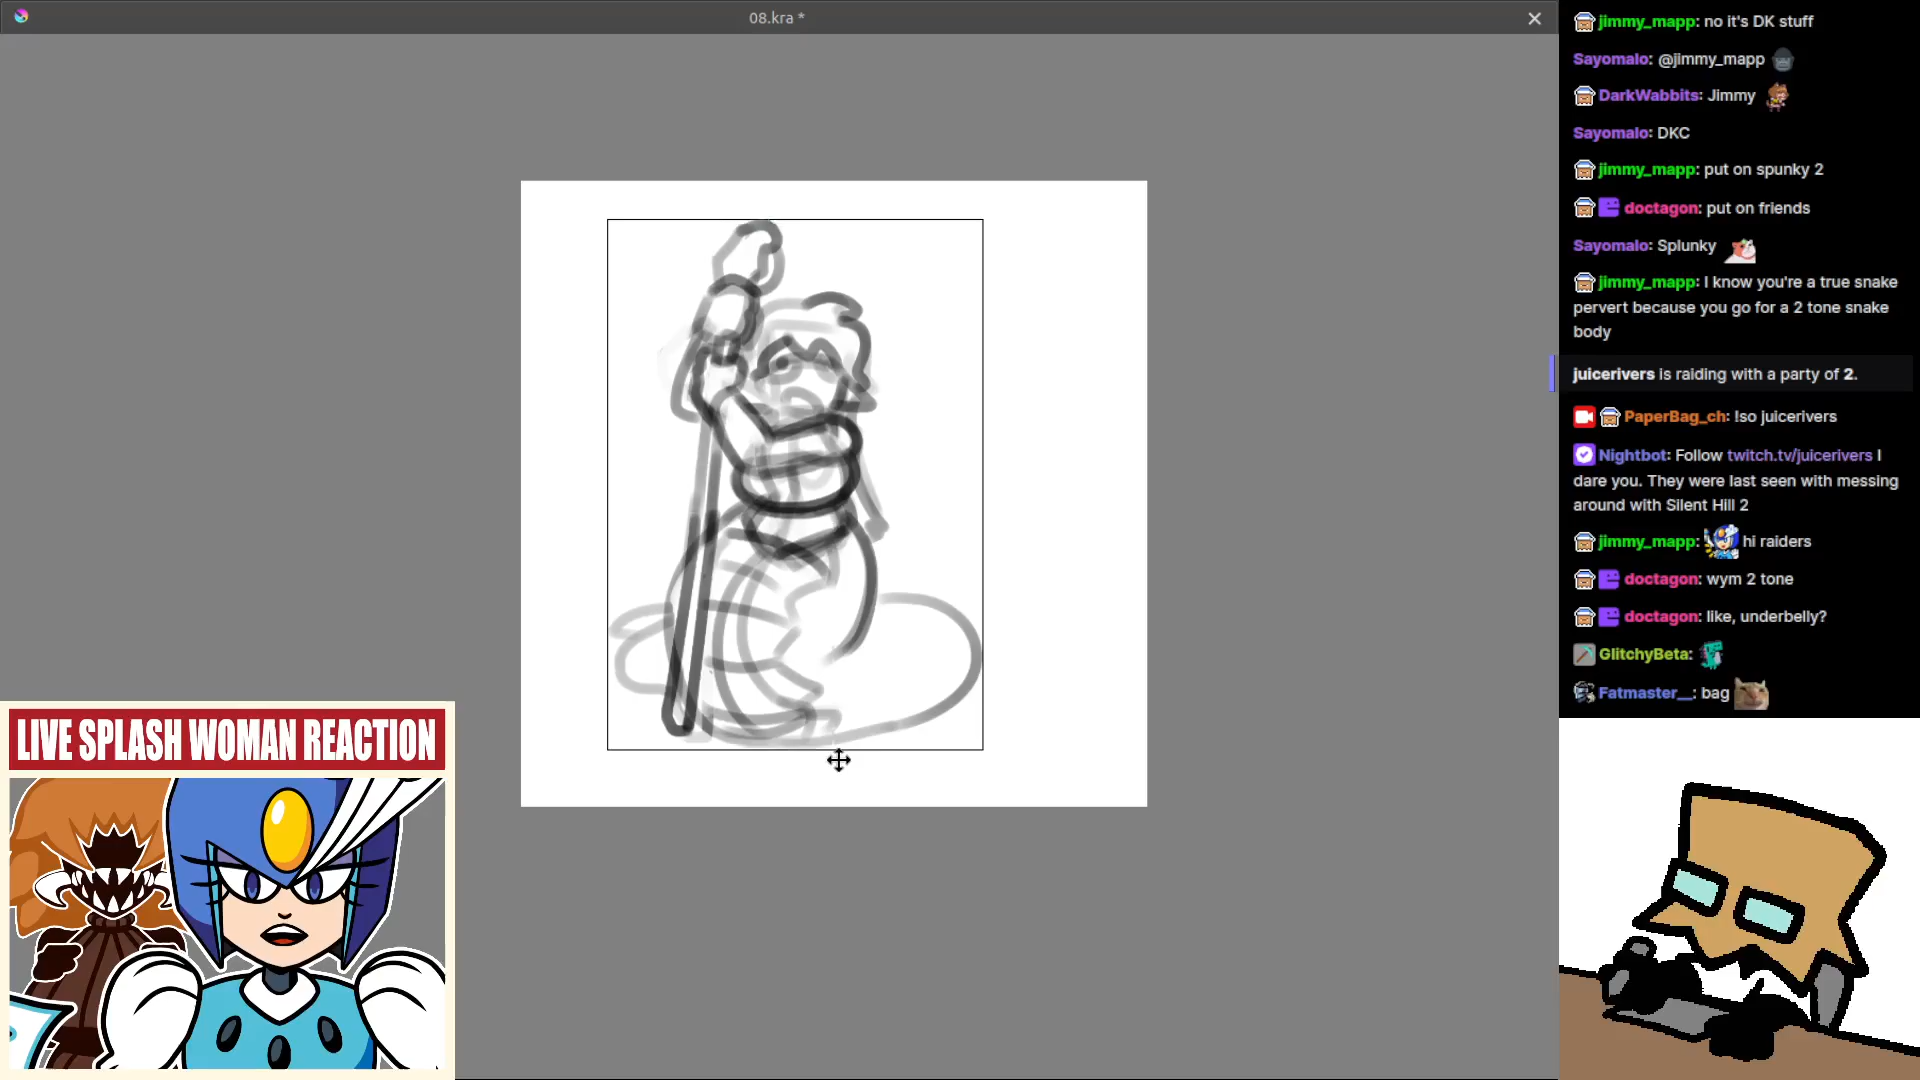 08.kra *
jimmy_mapp: no it's DK stuff
Sayomalo: @jimmy_mapp
DarkWabbits: Jimmy
Sayomalo: DKC
jimmy_mapp: put on spunky 2
doctagon: put on friends
Sayomalo: Splunky
jimmy_mapp: I know you're a true snake
pervert because you go for a 2 tone snake
body
juicerivers is raiding with a party of 2.
PaperBag_ch: !so juicerivers
Nightbot: Follow twitch.tv/juicerivers I
dare you. They were last seen with messing
around with Silent Hill 2
jimmy_mapp: hi raiders
doctagon: wym 2 tone
doctagon: like, underbelly?
GlitchyBeta:
Fatmaster__: bag
LIVE SPLASH WOMAN REACTION